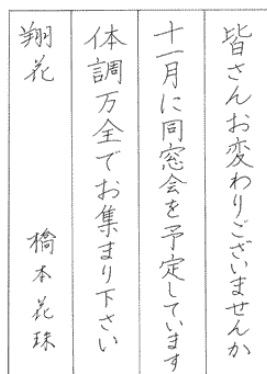 皆さんお変わりございませんか
十一月に同窓会を予定しています
体調万全でお集まり下さい
翔花　橋本花珠